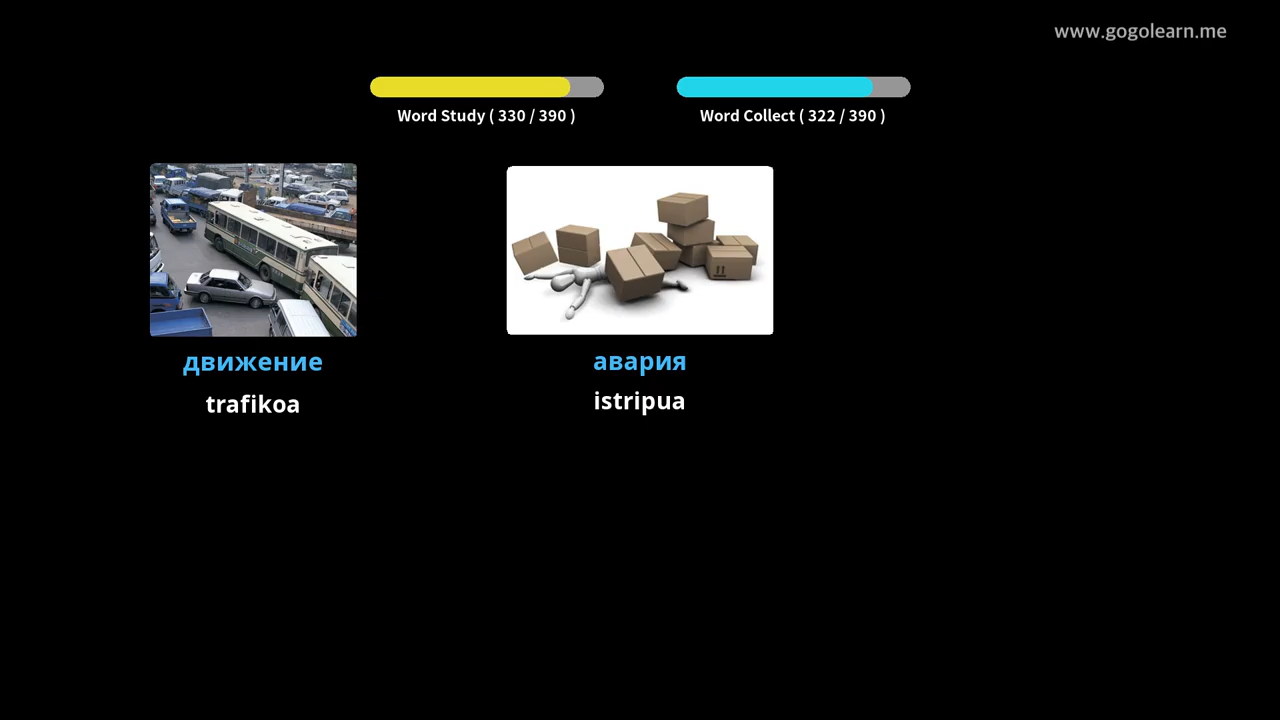 www.gogolearn.me
Word Study ( 330 / 390 )
Word Collect ( 322 / 390 )
движение
trafikoa
авария
istripua